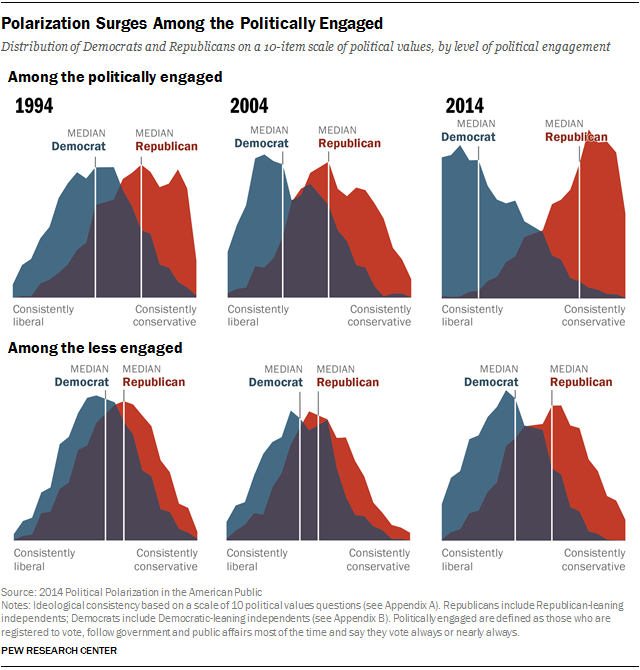 Polarization Surges Among the Politically Engaged
Distribution of Democrats and Republicans on a 10-item scale of political values, by level of political engagement
Among the politically engaged
1994
MEDIAN
Democrat
MEDIAN
Republican
Consistently
liberal
Consistently
conservative
2004
MEDIAN
Democrat
MEDIAN
Republican
Consistently
liberal
Consistently
conservative
2014
MEDIAN
Democrat
MEDIAN
Republican
Consistently
liberal
Consistently
conservative
Among the less engaged
MEDIAN
Democrat
MEDIAN
Republican
Consistently
liberal
Consistently
conservative
MEDIAN
Democrat
MEDIAN
Republican
Consistently
liberal
Consistently
conservative
MEDIAN
Democrat
MEDIAN
Republican
Consistently
liberal
Consistently
conservative
Source: 2014 Political Polarization in the American Public
Notes: Ideological consistency based on a scale of 10 political values questions (see Appendix A). Republicans include Republican-leaning
independents; Democrats include Democratic-leaning independents (see Appendix B). Politically engaged are defined as those who are
registered to vote, follow government and public affairs most of the time and say they vote always or nearly always.
PEW RESEARCH CENTER